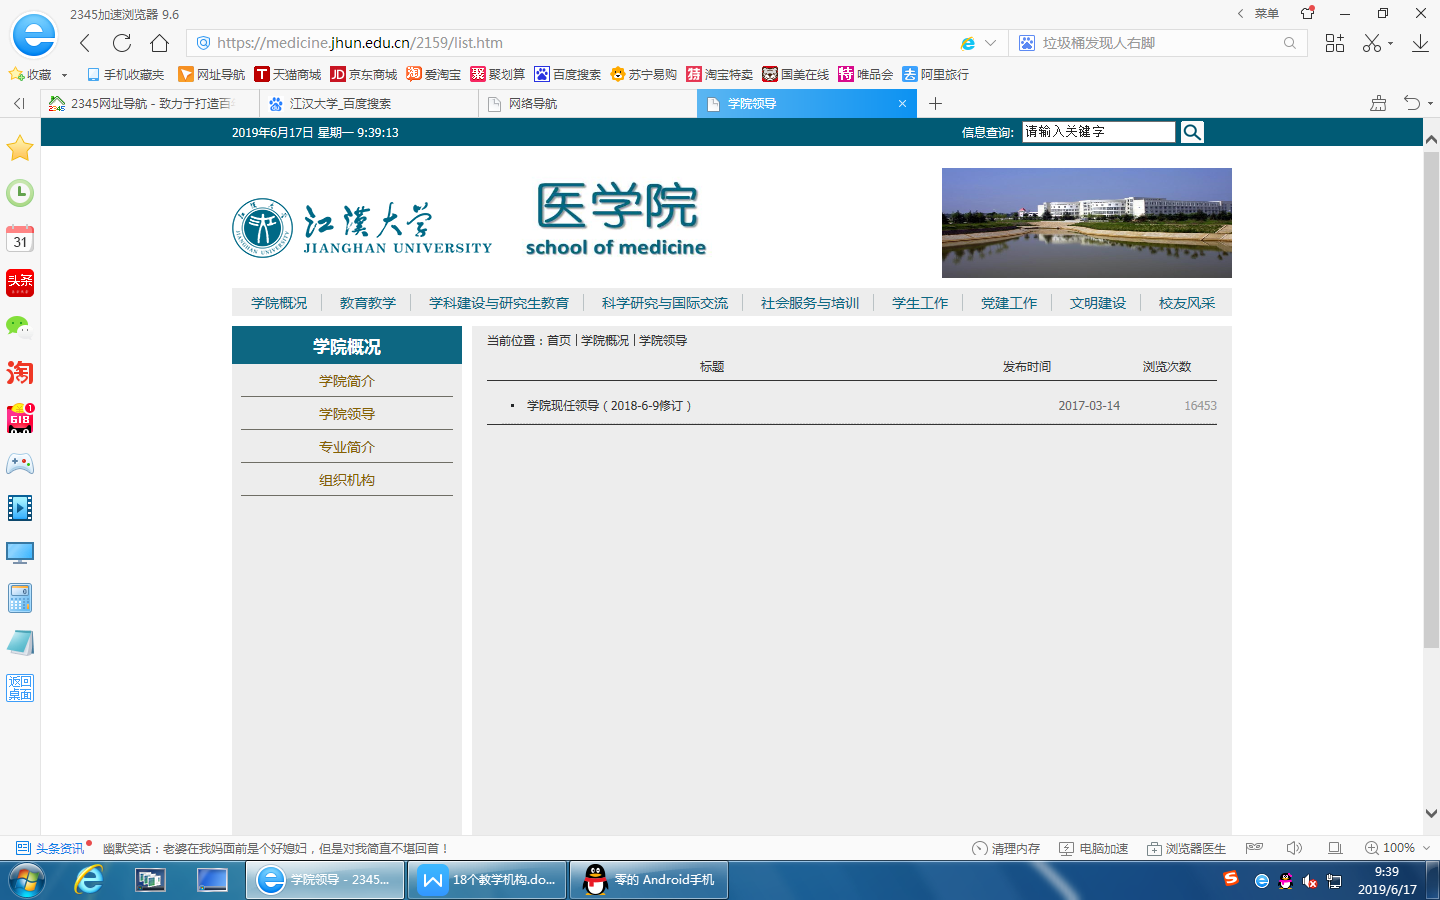 2345加速浏览器 9.6
菜单
https://medicine.jhun.edu.cn/2159/list.htm
垃圾桶发现人右脚
收藏 手机收藏夹 网址导航 天猫商城 京东商城 爱淘宝 聚划算 百度搜索 苏宁易购 淘宝特卖 国美在线 唯品会 阿里旅行
2345网址导航 - 致力于打造百 江汉大学_百度搜索 网络导航 学院领导
2019年6月17日 星期一 9:39:13
信息查询: 请输入关键字
江漢大学
JIANGHAN UNIVERSITY
医学院
school of medicine
学院概况 教育教学 学科建设与研究生教育 科学研究与国际交流 社会服务与培训 学生工作 党建工作 文明建设 校友风采
学院概况
学院简介
学院领导
专业简介
组织机构
当前位置：首页 | 学院概况 | 学院领导
标题 发布时间 浏览次数
学院现任领导（2018-6-9修订） 2017-03-14 16453
31
头条
淘
618
1
返回
桌面
头条资讯 幽默笑话：老婆在我妈面前是个好媳妇，但是对我简直不堪回首！
清理内存 电脑加速 浏览器医生 100%
学院领导 - 2345... 18个教学机构.do... 零的 Android手机
9:39
2019/6/17